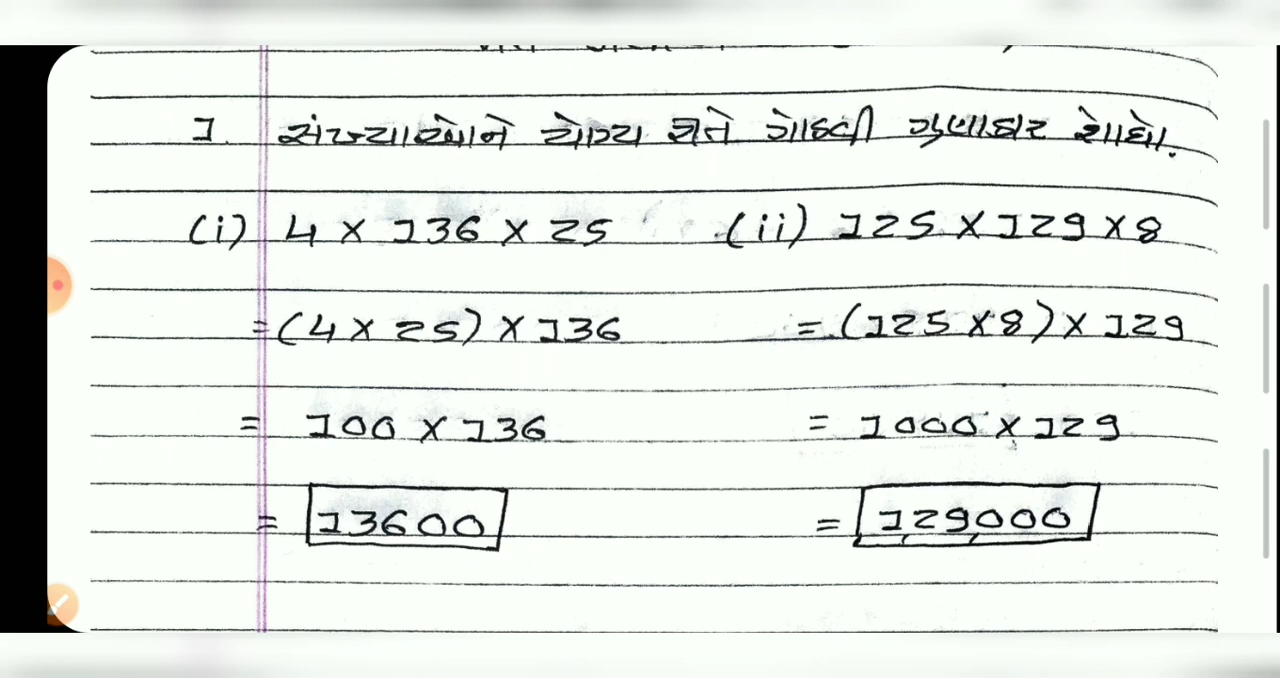 1. સંખ્યાઓને યોગ્ય રીતે ગોઠવી ગુણાકાર શોધો.
(i) 4 × 136 × 25 (ii) 125 × 129 × 8
= (4 × 25) × 136 = (125 × 8) × 129
= 100 × 136 = 1000 × 129
= 13600 = 129000